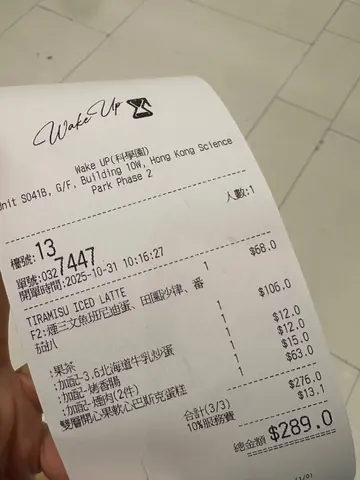 Wake Up
Wake UP(科學園)
Unit S041B, G/F, Building 10W, Hong Kong Science
Park Phase 2
人數:1
檯號:13
單號:0327447
開單時間:2025-10-31 10:16:27
TIRAMISU ICED LATTE 1 $68.0
F2:煙三文魚班尼迪蛋、田園沙律、番 1 $106.0
茄扒
:果茶
:加配-3.6北海道牛乳炒蛋 1 $12.0
:加配-烤香腸 1 $12.0
:加配-煙肉(2件) 1 $15.0
雙層開心果軟心巴斯克蛋糕 1 $63.0
合計(3/3) $276.0
10%服務費 $13.1
總金額 $289.0